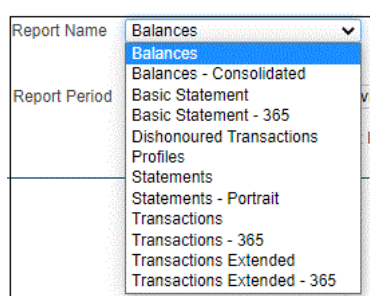 Report Name Balances
Balances
Balances - Consolidated
Report Period Basic Statement
Basic Statement - 365
Dishonoured Transactions
Profiles
Statements
Statements - Portrait
Transactions
Transactions - 365
Transactions Extended
Transactions Extended - 365